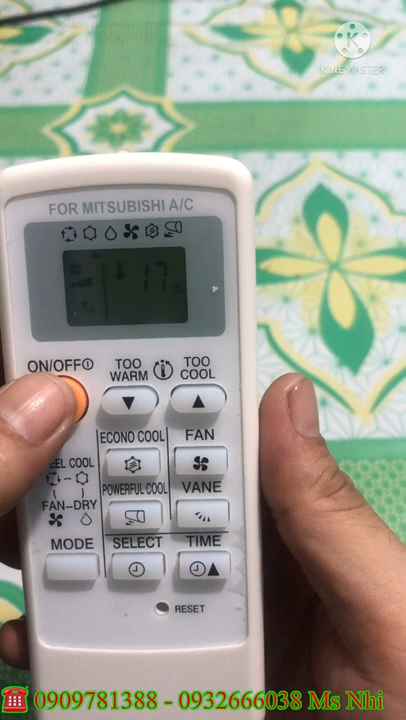 KINEMASTER
FOR MITSUBISHI A/C
17°C
ON/OFF
TOO WARM
TOO COOL
ECONO COOL
FAN
POWERFUL COOL
VANE
FAN-DRY
MODE
SELECT
TIME
RESET
0909781388 - 0932666038 Ms Nhi